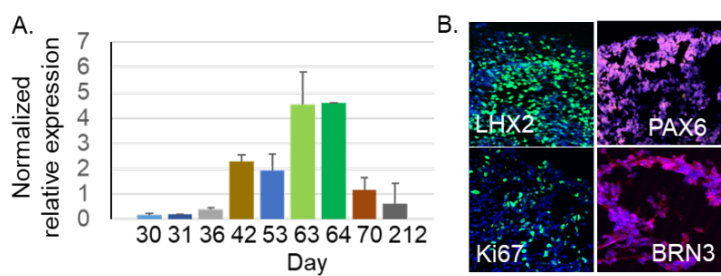 A.
Normalized
relative expression
7
6
5
4
3
2
1
0
30 31 36 42 53 63 64 70 212
Day
B.
LHX2
PAX6
Ki67
BRN3